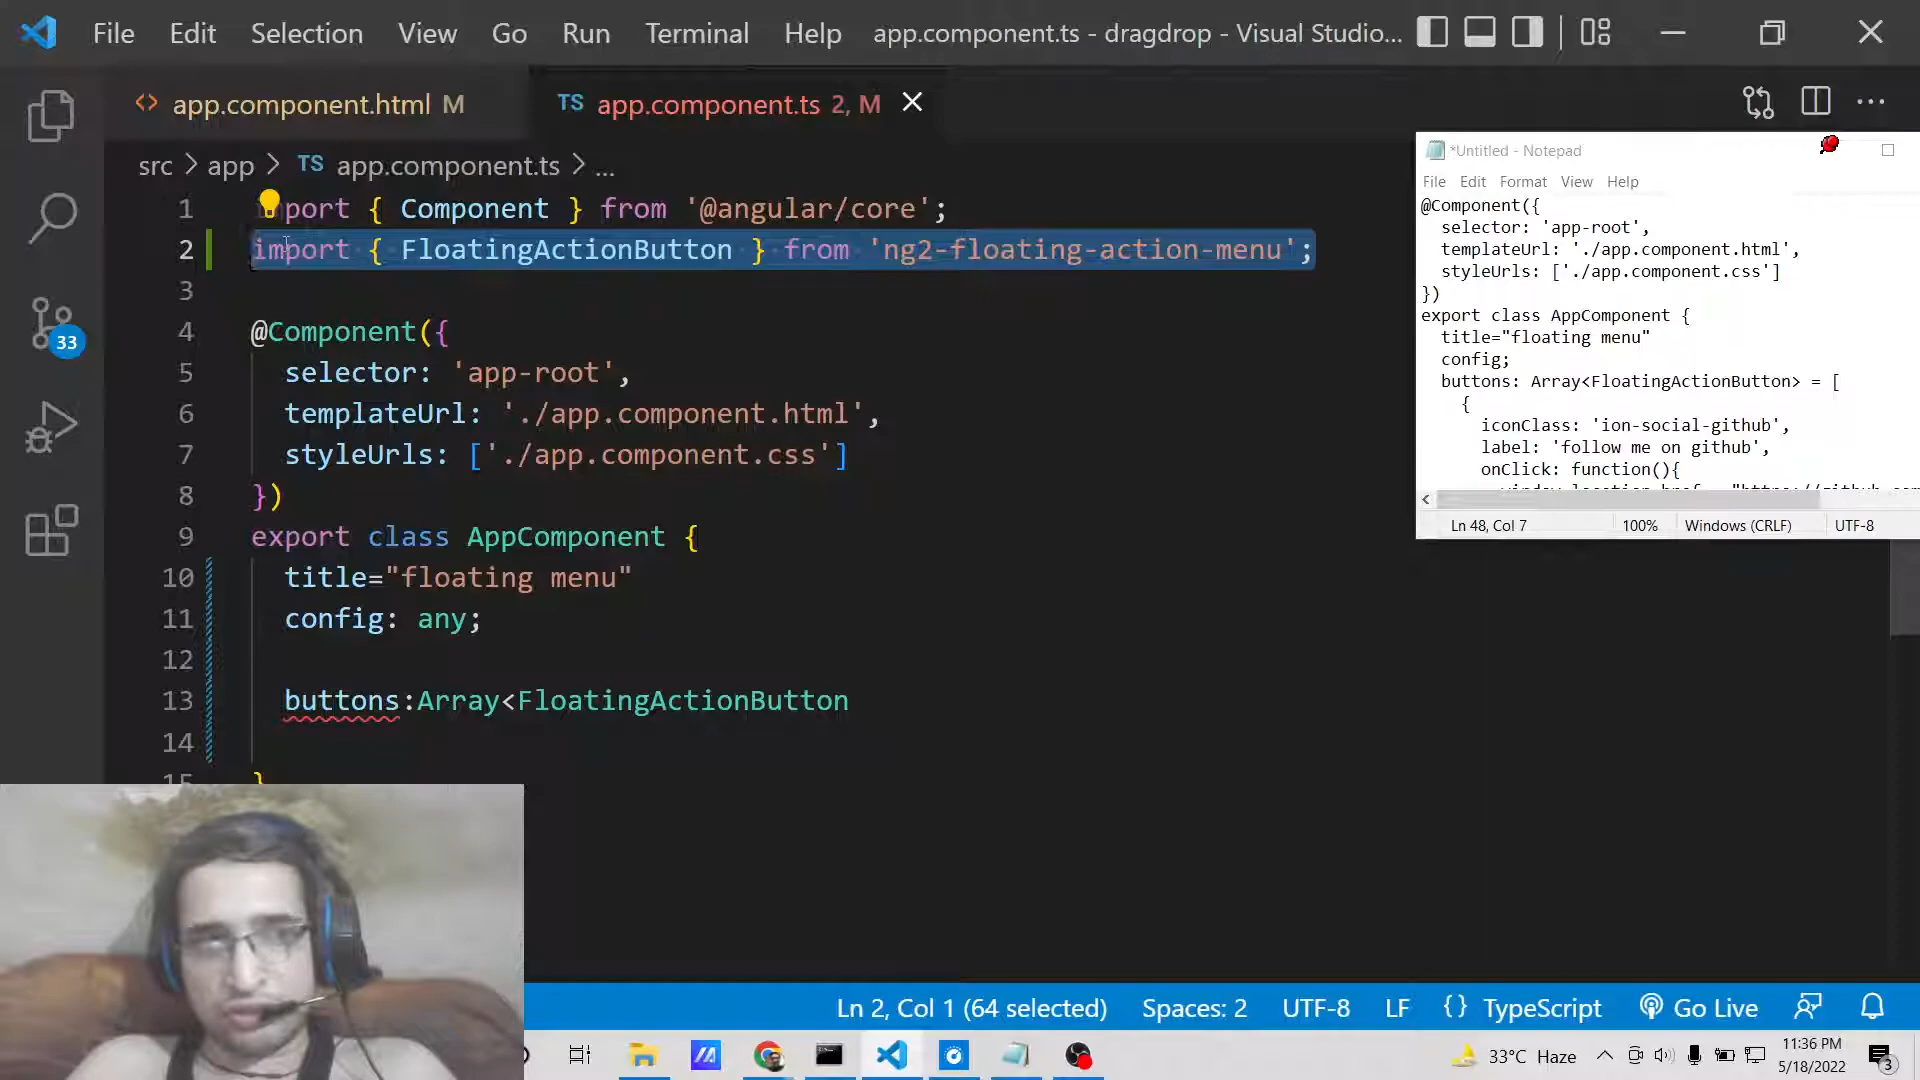 File Edit Selection View Go Run Terminal Help app.component.ts - dragdrop - Visual Studio...
app.component.html M
TS app.component.ts 2, M
src > app > TS app.component.ts > ...
1 import { Component } from '@angular/core';
2 import { FloatingActionButton } from 'ng2-floating-action-menu';
3
4 @Component({
5 selector: 'app-root',
6 templateUrl: './app.component.html',
7 styleUrls: ['./app.component.css']
8 })
9 export class AppComponent {
10 title="floating menu"
11 config: any;
12
13 buttons:Array<FloatingActionButton
14
15 }
33
*Untitled - Notepad
File Edit Format View Help
@Component({
selector: 'app-root',
templateUrl: './app.component.html',
styleUrls: ['./app.component.css']
})
export class AppComponent {
title="floating menu"
config;
buttons: Array<FloatingActionButton> = [
{
iconClass: 'ion-social-github',
label: 'follow me on github',
onClick: function(){
Ln 48, Col 7 100% Windows (CRLF) UTF-8
Ln 2, Col 1 (64 selected) Spaces: 2 UTF-8 LF {} TypeScript Go Live
33°C Haze
11:36 PM
5/18/2022
3